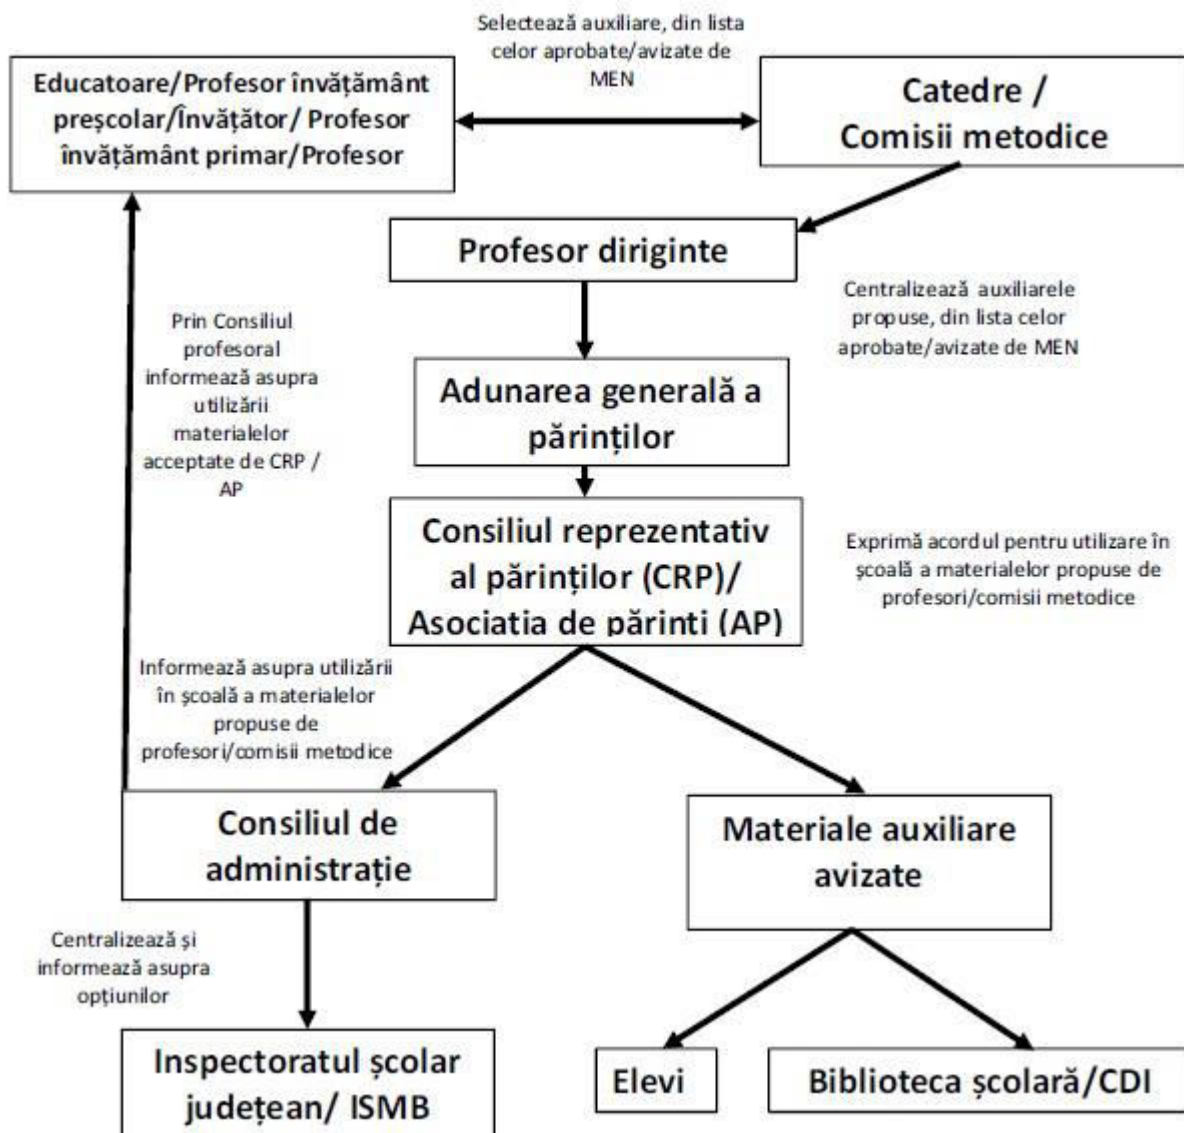 Selectează auxiliare, din lista
celor aprobate/avizate de
MEN
Educatoare/Profesor învățământ
preșcolar/Învățător/ Profesor
învățământ primar/Profesor
Catedre /
Comisii metodice
Profesor diriginte
Centralizează auxiliarele
propuse, din lista celor
aprobate/avizate de MEN
Prin Consiliul
profesoral
informează asupra
utilizării
materialelor
acceptate de CRP /
AP
Adunarea generală a
părinților
Consiliul reprezentativ
al părinților (CRP)/
Asociatia de părinti (AP)
Exprimă acordul pentru utilizare în
școală a materialelor propuse de
profesori/comisii metodice
Informează asupra utilizării
în școală a materialelor
propuse de
profesori/comisii metodice
Consiliul de
administrație
Materiale auxiliare
avizate
Centralizează și
informează asupra
opțiunilor
Inspectoratul școlar
județean/ ISMB
Elevi
Biblioteca școlară/CDI